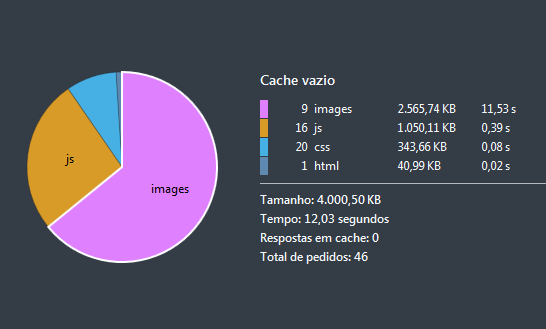 Cache vazio
9 images 2.565,74 KB 11,53 s
16 js 1.050,11 KB 0,39 s
20 css 343,66 KB 0,08 s
1 html 40,99 KB 0,02 s
Tamanho: 4.000,50 KB
Tempo: 12,03 segundos
Respostas em cache: 0
Total de pedidos: 46
js
images